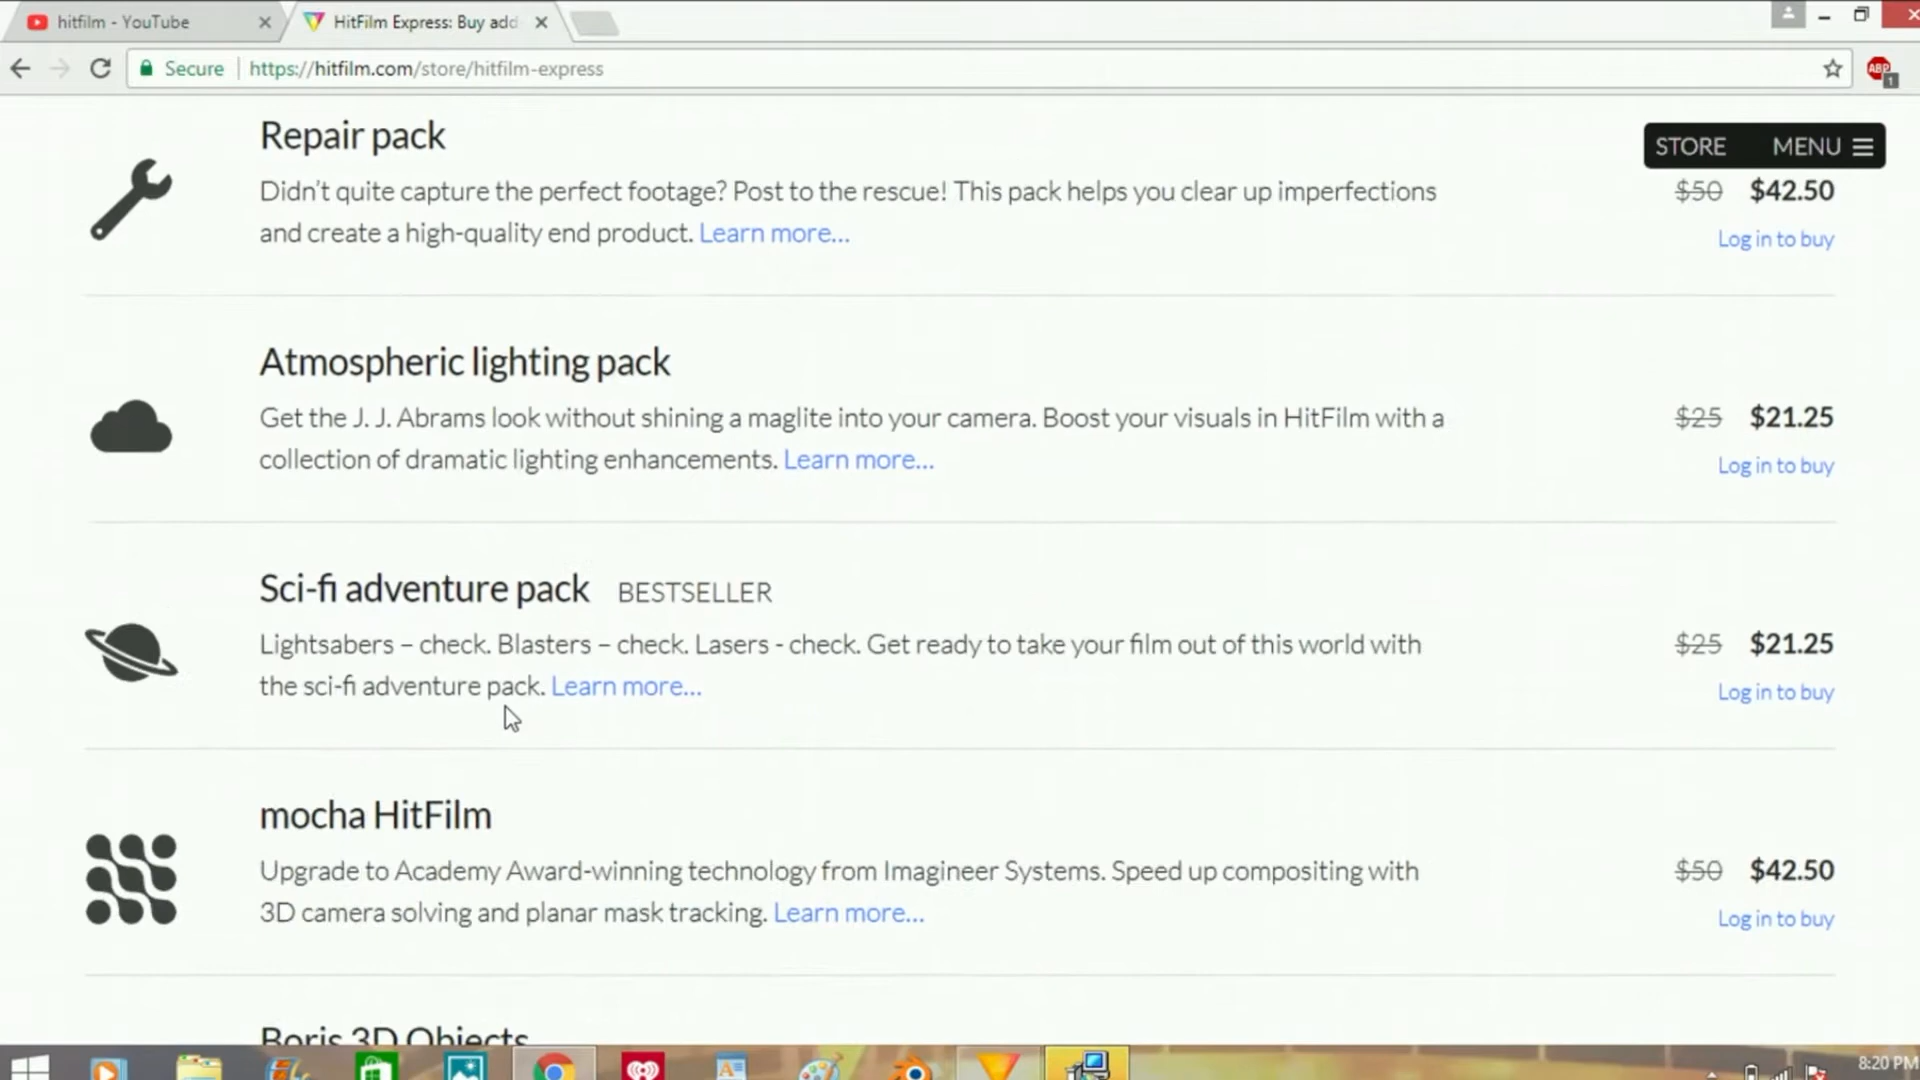 hitfilm - YouTube
HitFilm Express: Buy add
Secure
https://hitfilm.com/store/hitfilm-express
ABP
1
Repair pack
STORE MENU
Didn’t quite capture the perfect footage? Post to the rescue! This pack helps you clear up imperfections
and create a high-quality end product. Learn more...
$50 $42.50
Log in to buy
Atmospheric lighting pack
Get the J. J. Abrams look without shining a maglite into your camera. Boost your visuals in HitFilm with a
collection of dramatic lighting enhancements. Learn more...
$25 $21.25
Log in to buy
Sci-fi adventure pack BESTSELLER
Lightsabers – check. Blasters – check. Lasers - check. Get ready to take your film out of this world with
the sci-fi adventure pack. Learn more...
$25 $21.25
Log in to buy
mocha HitFilm
Upgrade to Academy Award-winning technology from Imagineer Systems. Speed up compositing with
3D camera solving and planar mask tracking. Learn more...
$50 $42.50
Log in to buy
Boris 3D Objects
8:20 PM